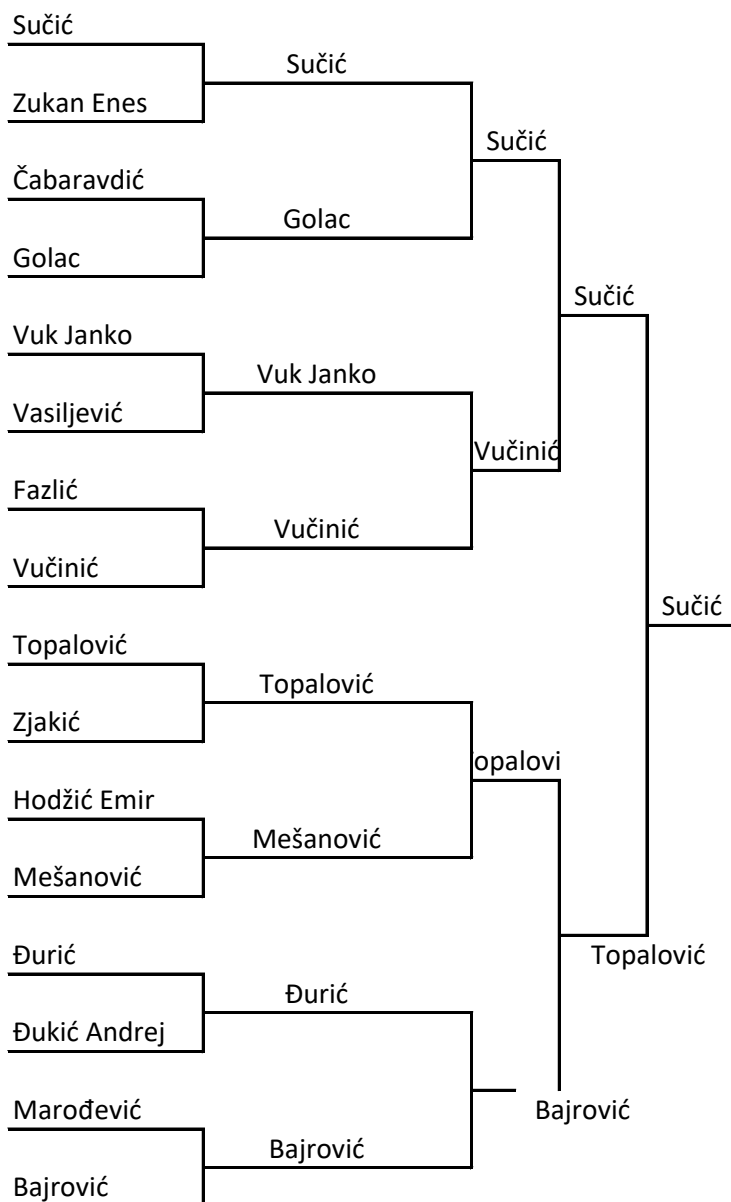 Sučić
Sučić
Zukan Enes
Sučić
Čabaravdić
Golac
Golac
Sučić
Vuk Janko
Vuk Janko
Vasiljević
Vučinić
Fazlić
Vučinić
Vučinić
Sučić
Topalović
Topalović
Zjakić
opalovi
Hodžić Emir
Mešanović
Mešanović
Đurić
Topalović
Đurić
Đukić Andrej
Marođević
Bajrović
Bajrović
Bajrović